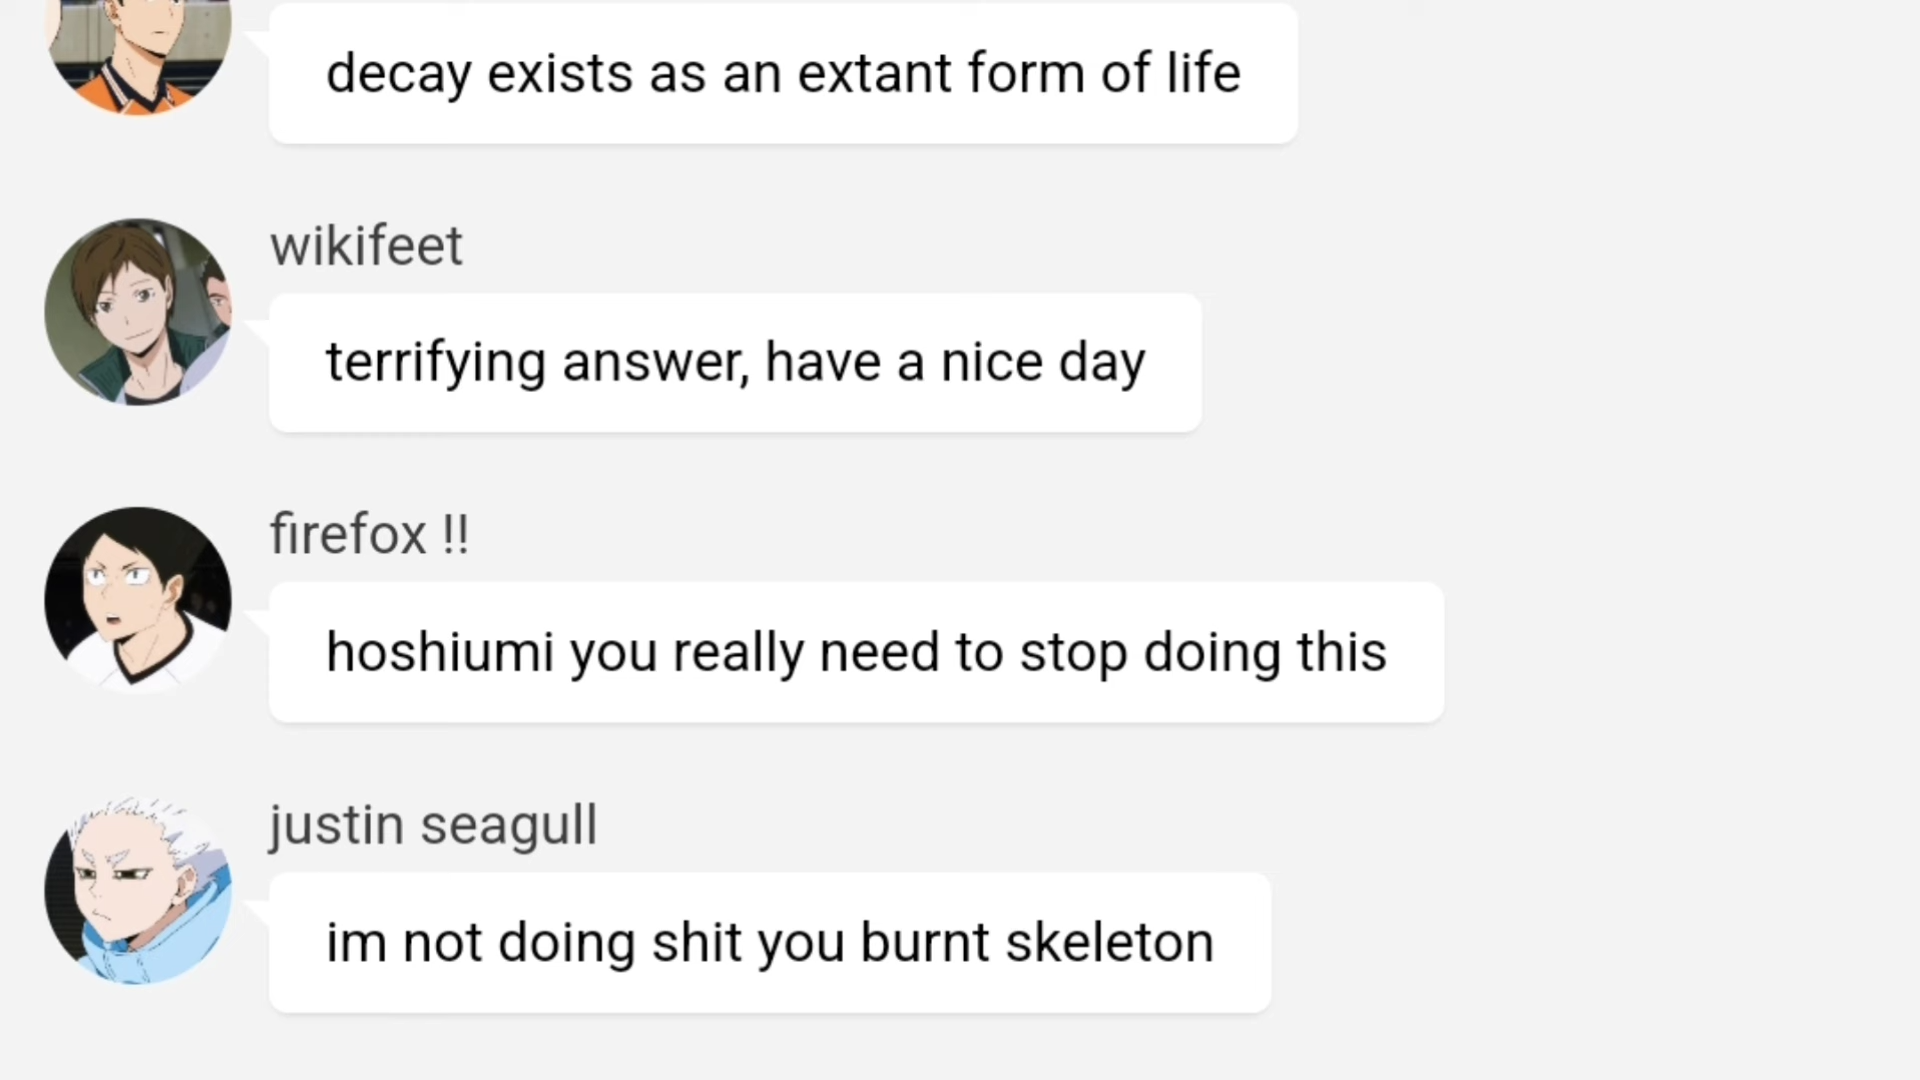 decay exists as an extant form of life
wikifeet
terrifying answer, have a nice day
firefox !!
hoshiumi you really need to stop doing this
justin seagull
im not doing shit you burnt skeleton